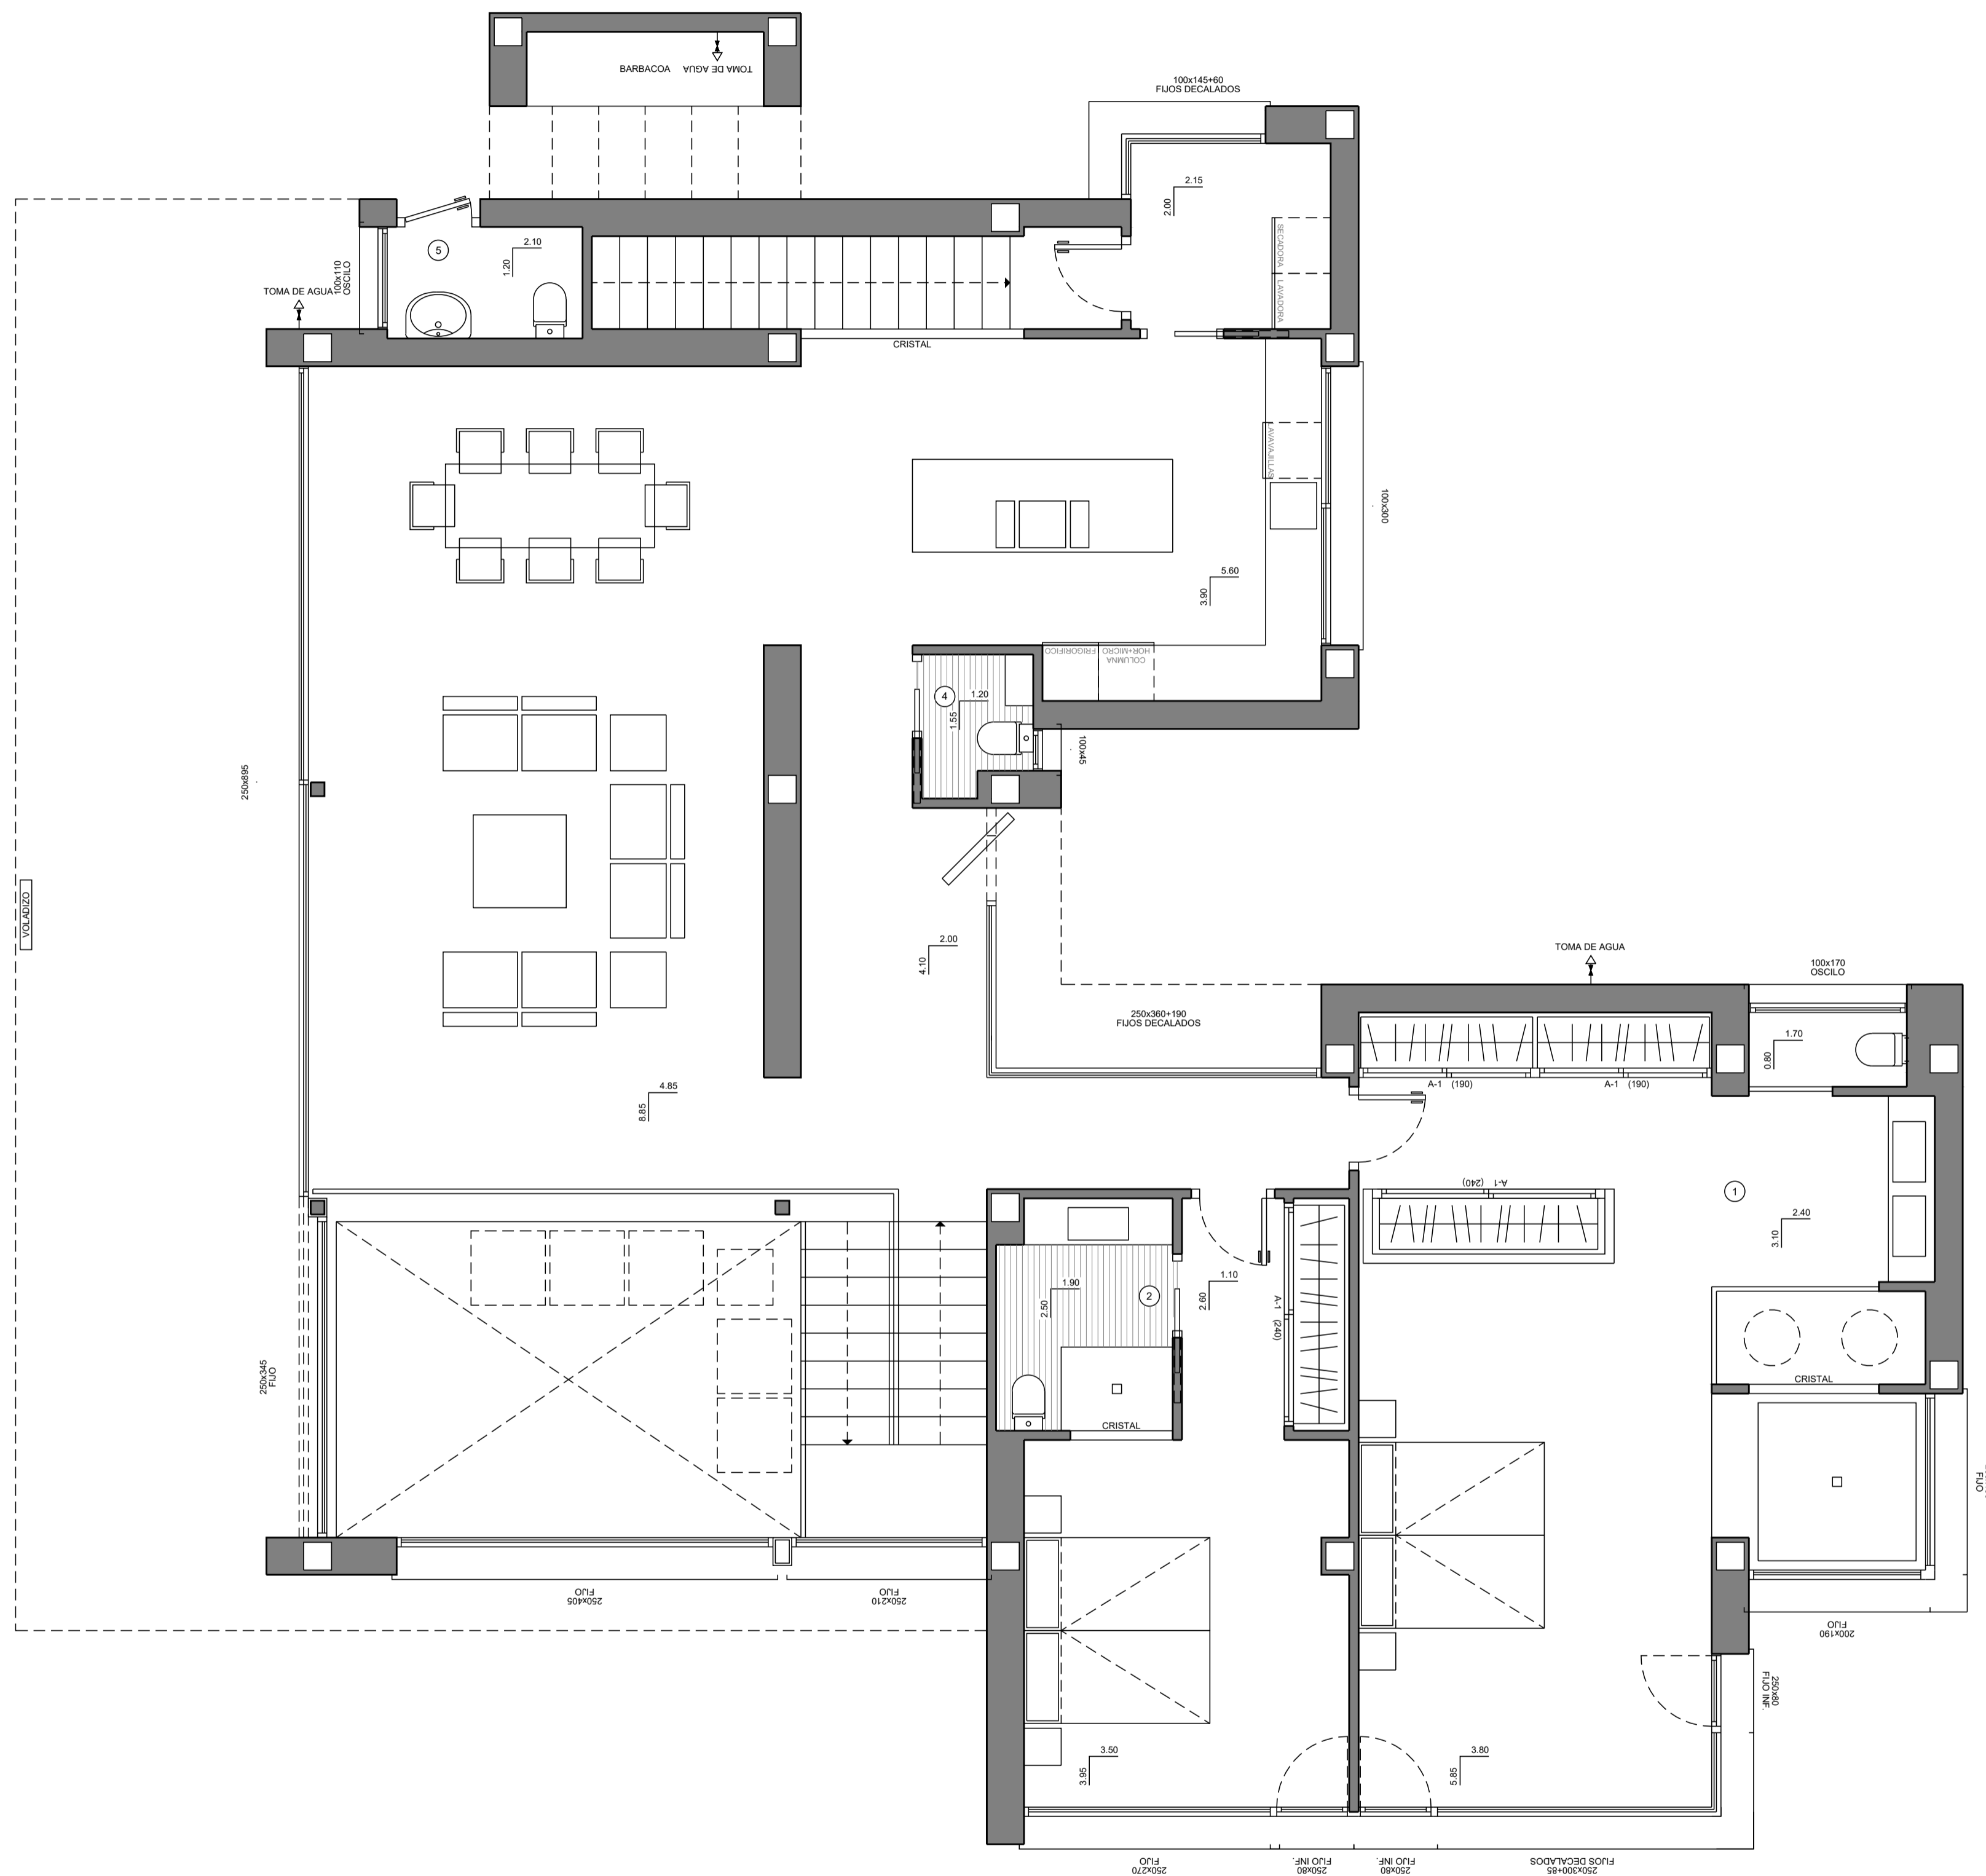 BARBACOA TOMA DE AGUA
100x145+60
FIJOS DECALADOS
2.15
2.00
SECADORA
LAVADORA
5
2.10
1.20
100x110
OSCILO
TOMA DE AGUA
CRISTAL
LAVAVAJILLAS
100x300
5.60
3.90
FRIGORIFICO
COLUMNA
HOR+MICRO
4
1.20
1.55
100x45
250x895
VOLADIZO
2.00
4.10
TOMA DE AGUA
100x170
OSCILO
250x360+190
FIJOS DECALADOS
1.70
0.80
A-1 (190)
A-1 (190)
4.85
8.85
A-1 (240)
1
2.40
3.10
2
1.90
2.50
1.10
2.60
A-1 (240)
250x345
FIJO
CRISTAL
CRISTAL
FIJO
250x405
FIJO
250x210
FIJO
200x190
FIJO
250x80
FIJO INF.
3.50
3.95
3.80
5.85
250x270
FIJO
250x80
FIJO INF.
250x80
FIJO INF.
250x300+85
FIJOS DECALADOS